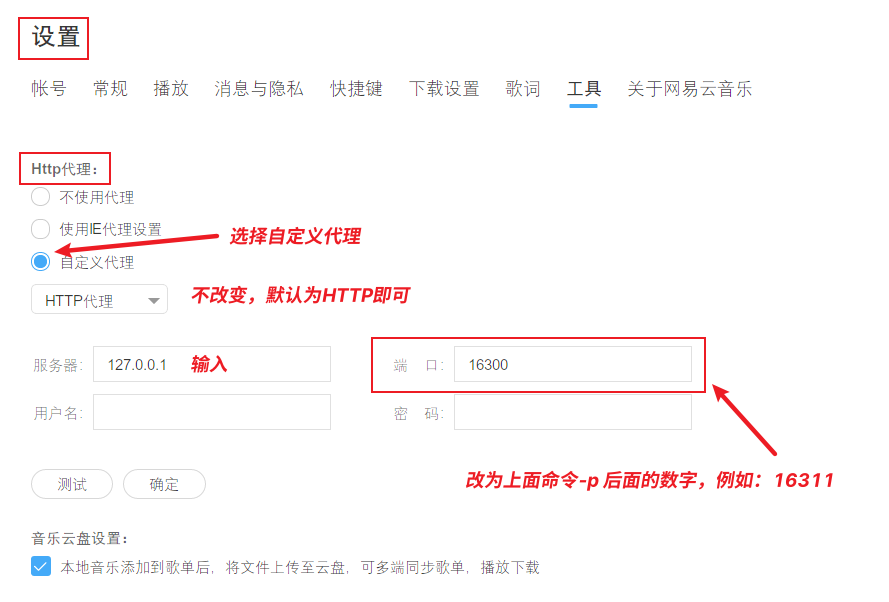 设置
帐号 常规 播放 消息与隐私 快捷键 下载设置 歌词 工具 关于网易云音乐
Http代理：
不使用代理
使用IE代理设置
选择自定义代理
自定义代理
HTTP代理
不改变，默认为HTTP即可
服务器: 127.0.0.1 输入 端 口: 16300
用户名: 密 码:
改为上面命令-p 后面的数字，例如：16311
测试 确定
音乐云盘设置：
本地音乐添加到歌单后，将文件上传至云盘，可多端同步歌单，播放下载